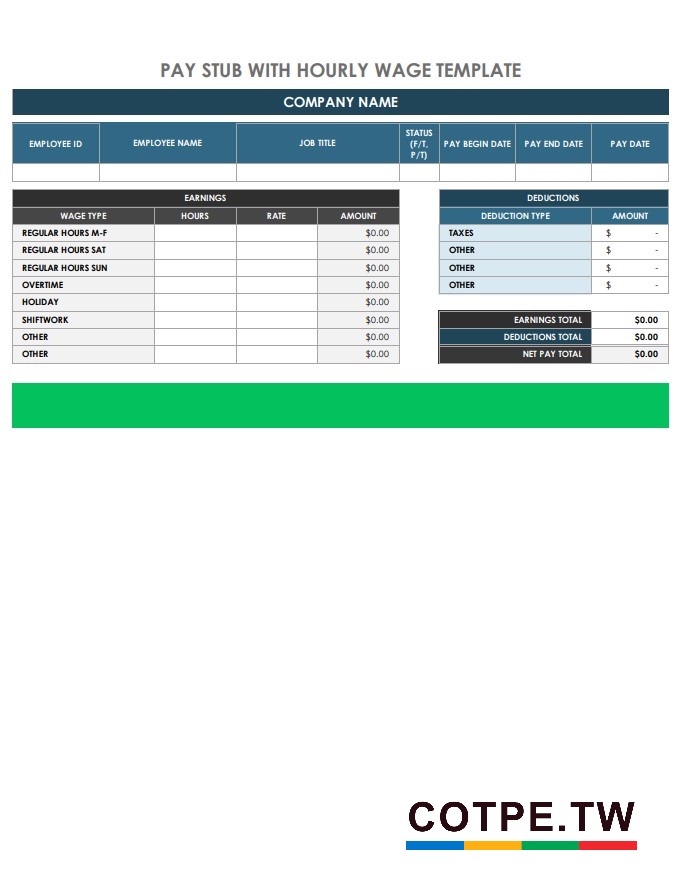 PAY STUB WITH HOURLY WAGE TEMPLATE
COMPANY NAME
EMPLOYEE ID EMPLOYEE NAME JOB TITLE STATUS (F/T, P/T) PAY BEGIN DATE PAY END DATE PAY DATE
EARNINGS
WAGE TYPE HOURS RATE AMOUNT
REGULAR HOURS M-F $0.00
REGULAR HOURS SAT $0.00
REGULAR HOURS SUN $0.00
OVERTIME $0.00
HOLIDAY $0.00
SHIFTWORK $0.00
OTHER $0.00
OTHER $0.00
DEDUCTIONS
DEDUCTION TYPE AMOUNT
TAXES $ -
OTHER $ -
OTHER $ -
OTHER $ -
EARNINGS TOTAL $0.00
DEDUCTIONS TOTAL $0.00
NET PAY TOTAL $0.00
COTPE.TW